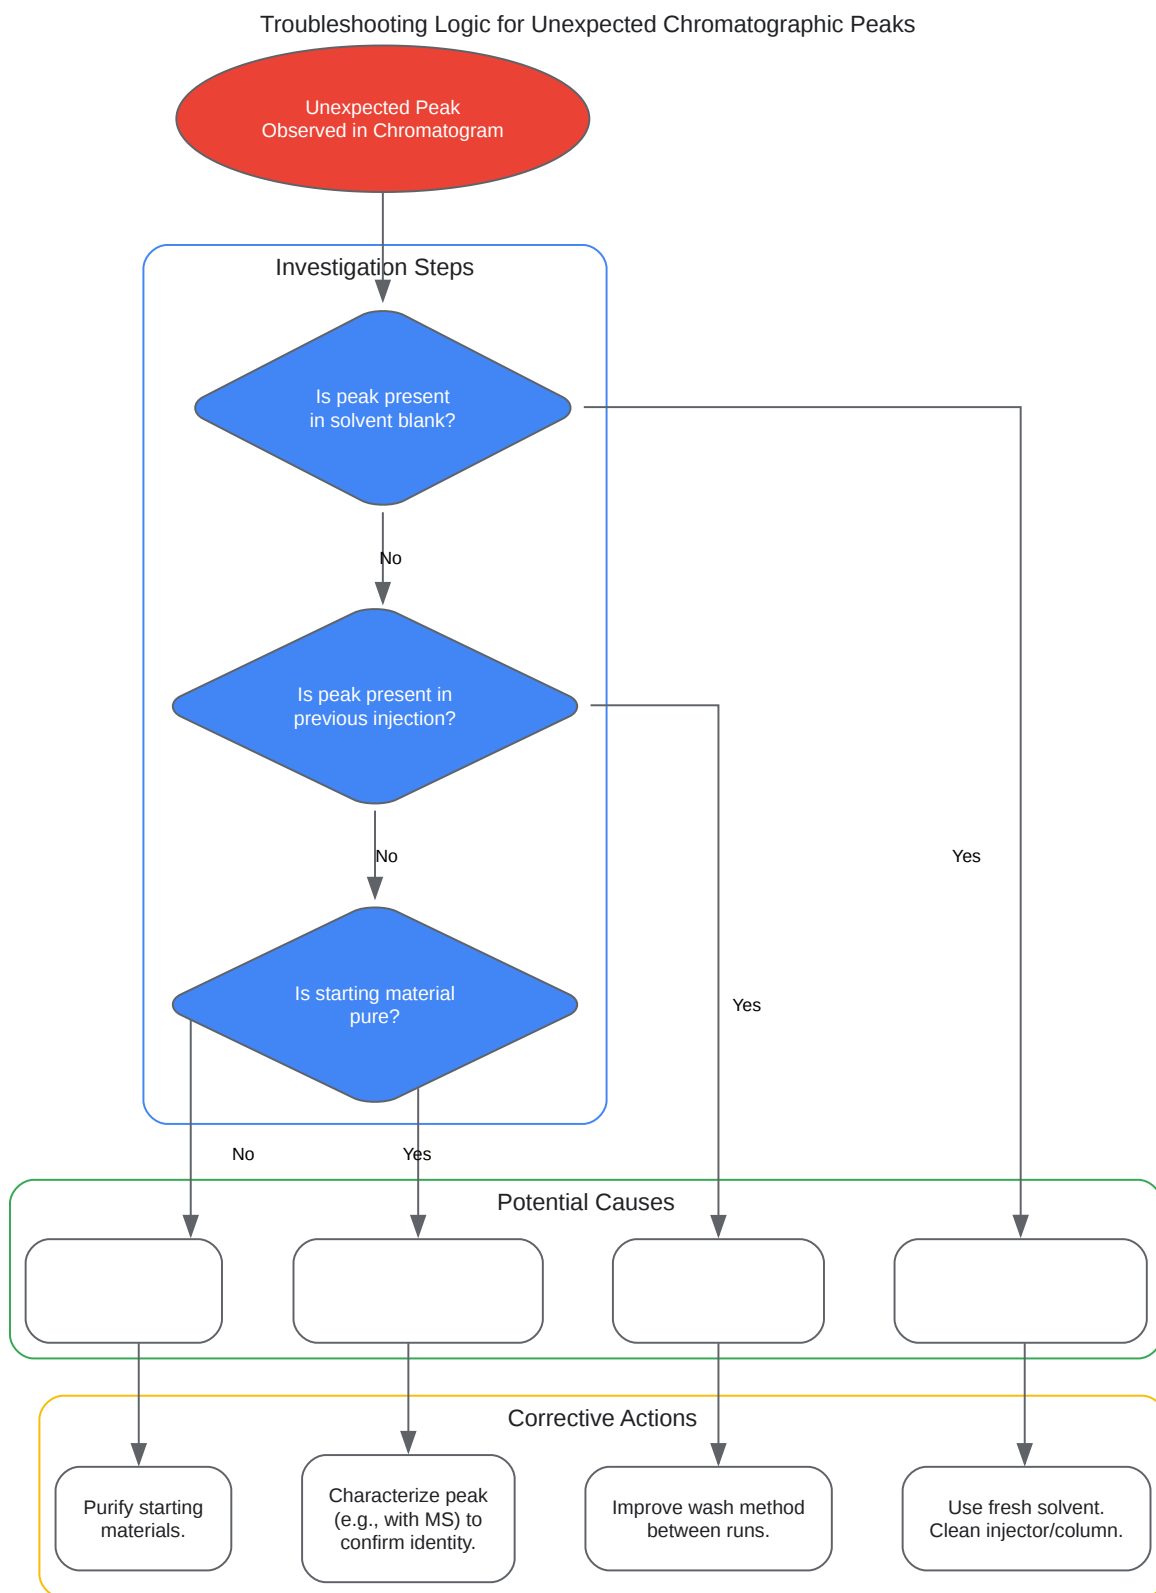 Troubleshooting Logic for Unexpected Chromatographic Peaks
Unexpected Peak
Observed in Chromatogram
Investigation Steps
Is peak present
in solvent blank?
No
Is peak present in
previous injection?
No
Yes
Is starting material
pure?
Yes
No
Yes
Potential Causes
Corrective Actions
Purify starting
materials.
Characterize peak
(e.g., with MS) to
confirm identity.
Improve wash method
between runs.
Use fresh solvent.
Clean injector/column.